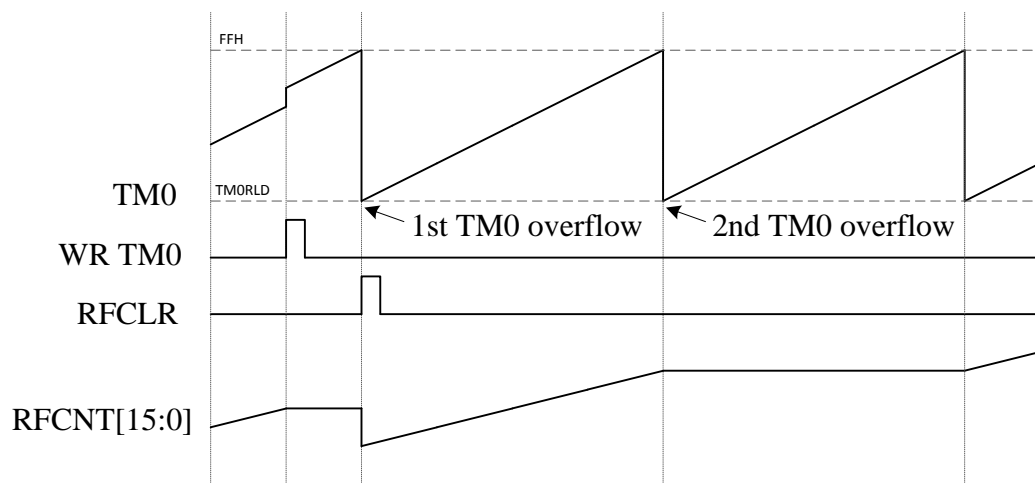 FFH
TM0
TM0RLD
1st TM0 overflow
2nd TM0 overflow
WR TM0
RFCLR
RFCNT[15:0]